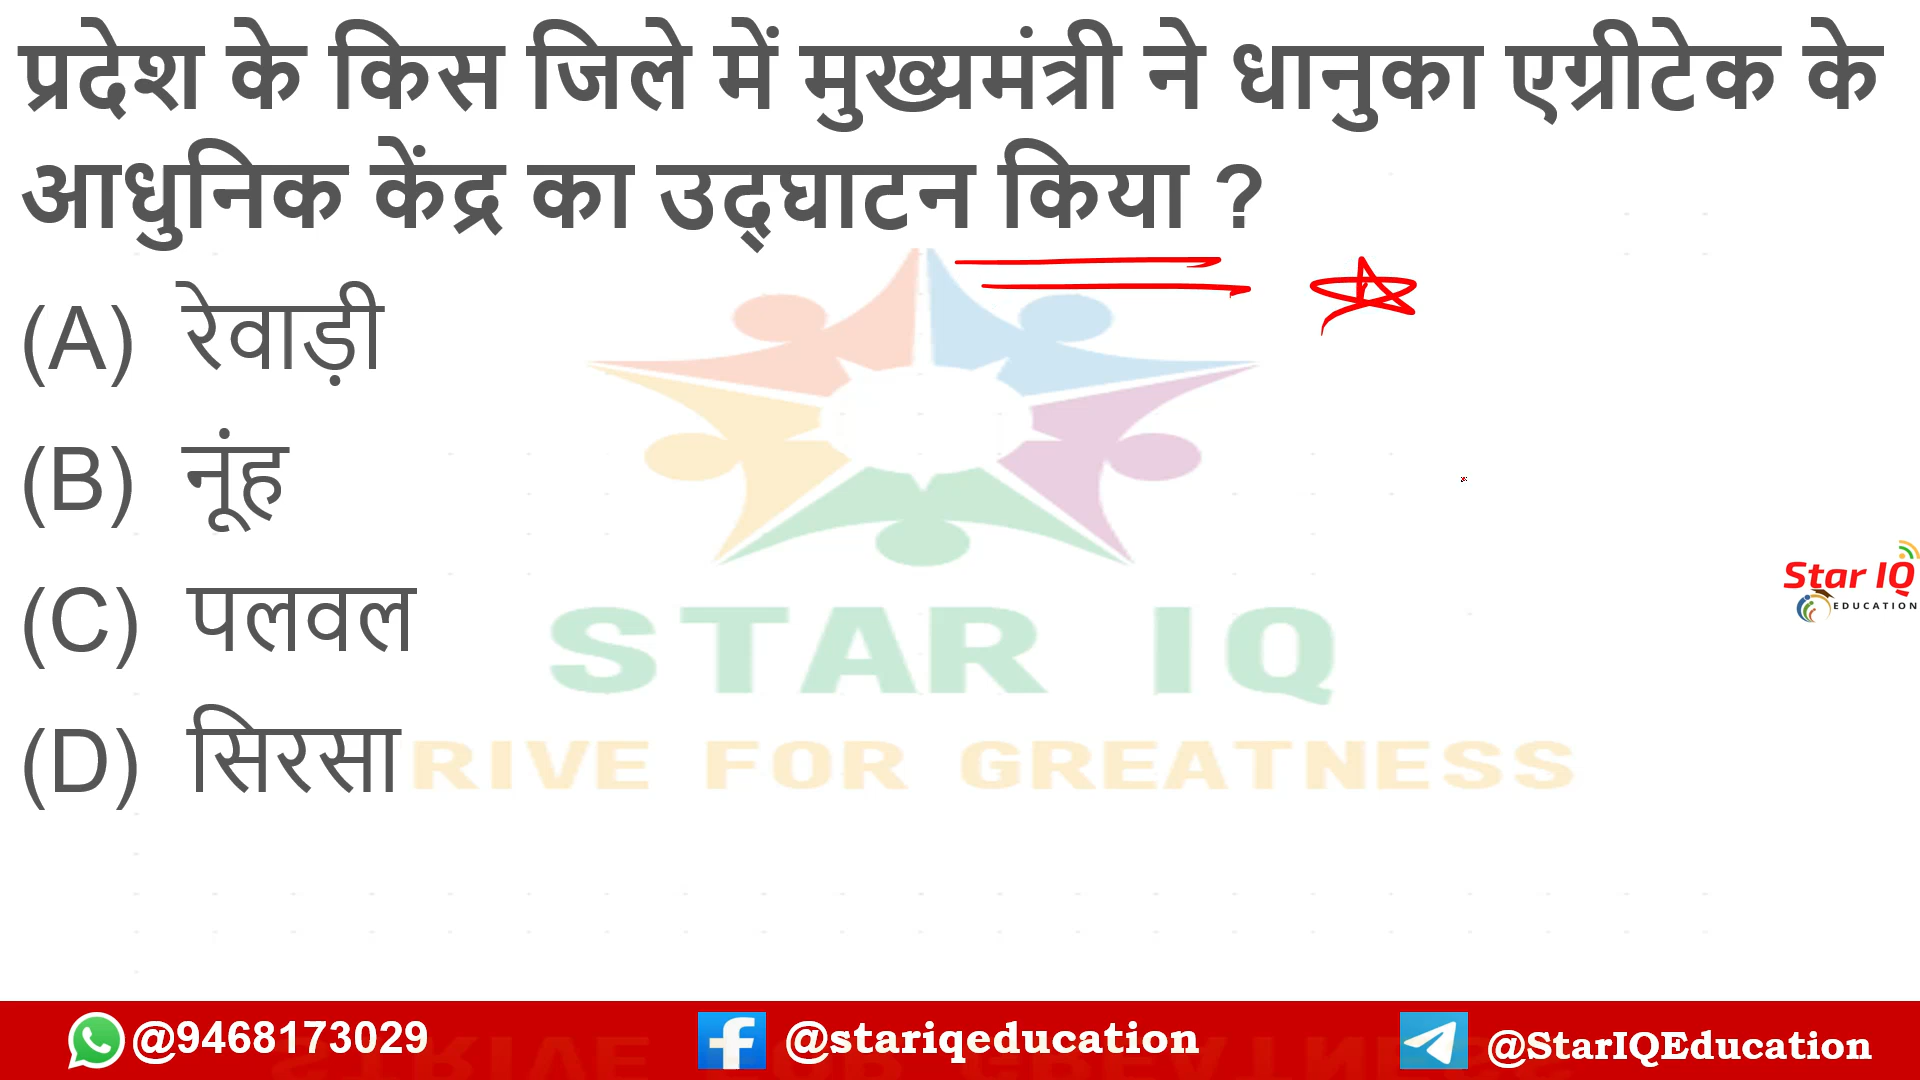 प्रदेश के किस जिले में मुख्यमंत्री ने धानुका एग्रीटेक के
आधुनिक केंद्र का उद्घाटन किया ?
(A) रेवाड़ी
(B) नूंह
(C) पलवल
(D) सिरसा
STAR IQ
RIVE FOR GREATNESS
Star IQ
EDUCATION
@9468173029
@stariqeducation
@StarIQEducation